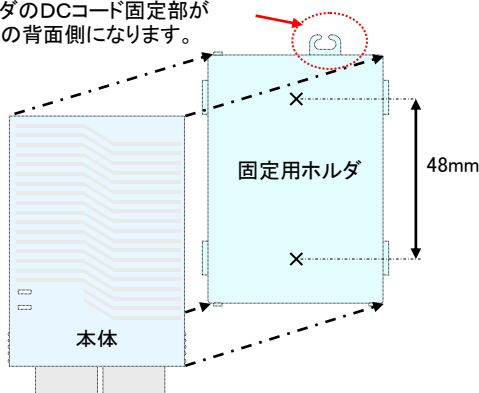 ダのDCコード固定部が
の背面側になります。
固定用ホルダ
48mm
本体